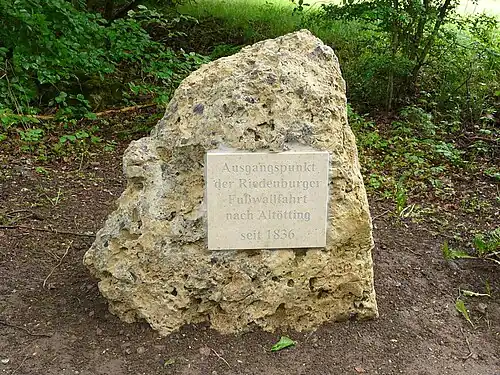 Ausgangspunkt
der Riedenburger
Fußwallfahrt
nach Altötting
seit 1836